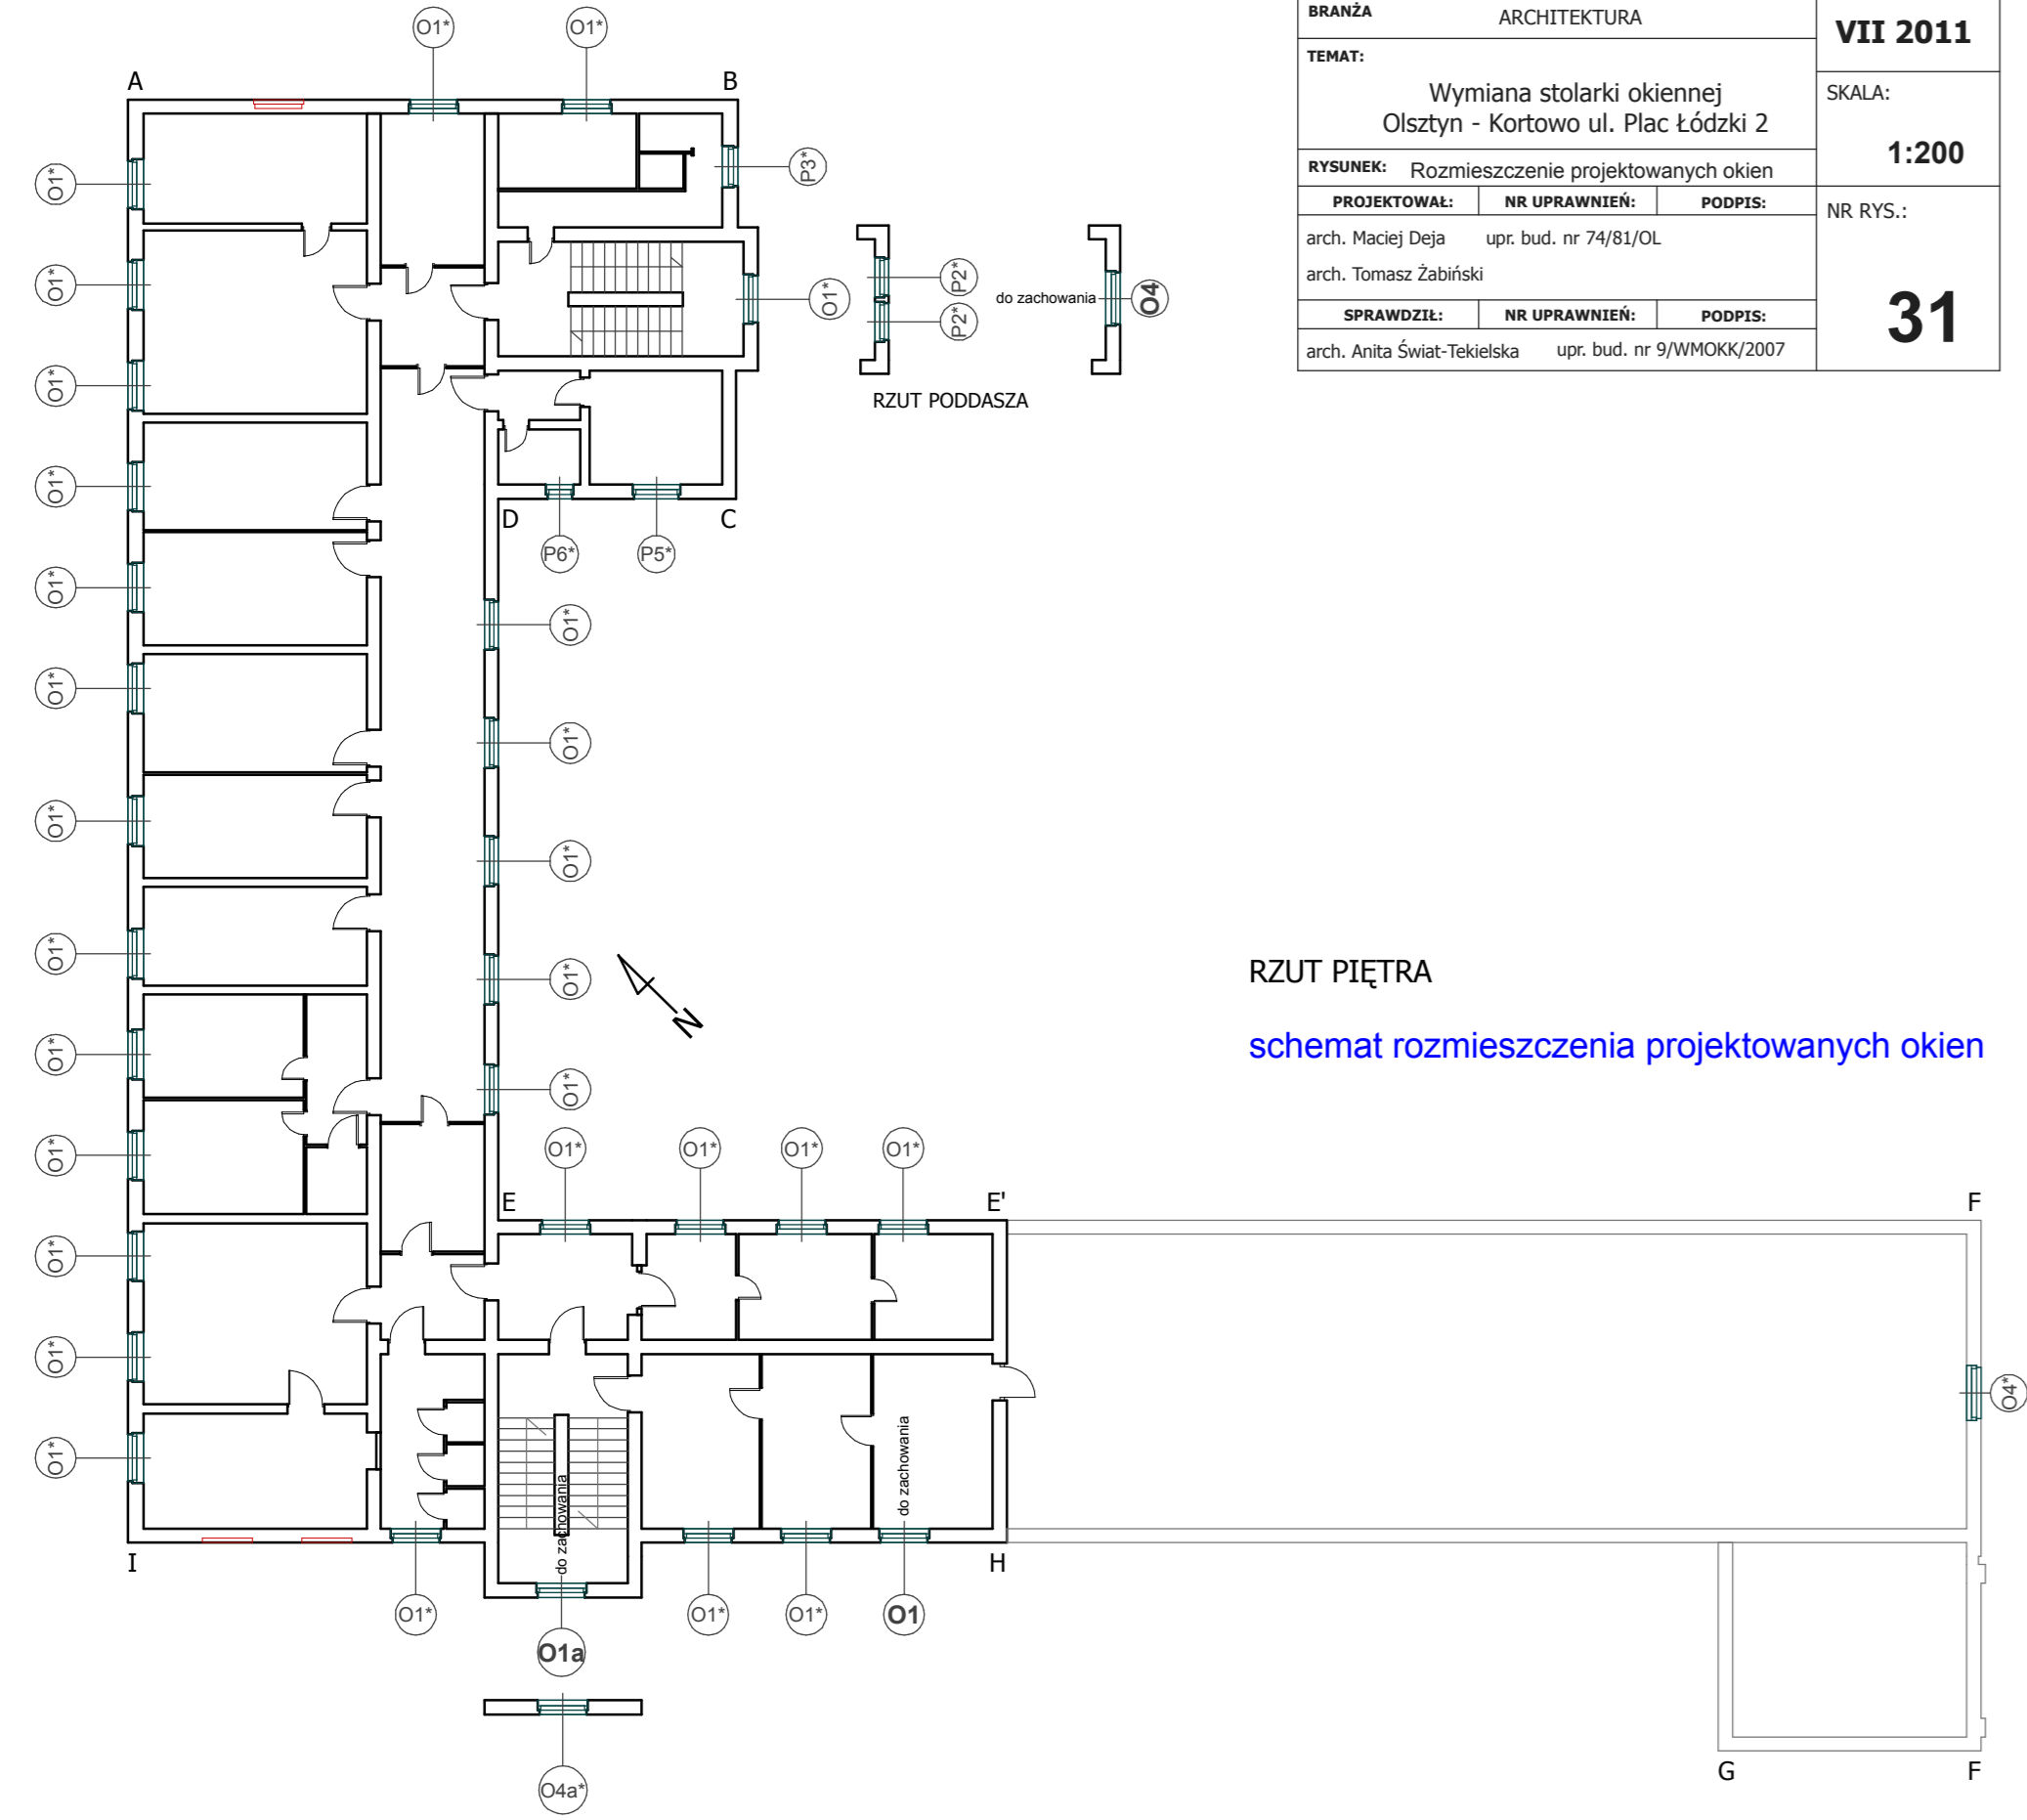 BRANŻA
ARCHITEKTURA
VII 2011
TEMAT:
Wymiana stolarki okiennej
Olsztyn - Kortowo ul. Plac Łódzki 2
SKALA:
1:200
RYSUNEK: Rozmieszczenie projektowanych okien
PROJEKTOWAŁ: NR UPRAWNIEŃ: PODPIS:
NR RYS.:
arch. Maciej Deja upr. bud. nr 74/81/OL
arch. Tomasz Żabiński
31
SPRAWDZIŁ: NR UPRAWNIEŃ: PODPIS:
arch. Anita Świat-Tekielska upr. bud. nr 9/WMOKK/2007
O1* O1*
A B
O1*
P3*
O1*
O1*
P2*
P2*
do zachowania
O4
RZUT PODDASZA
O1*
O1*
D C
P6* P5*
O1*
O1*
O1*
O1*
O1*
O1*
O1*
O1*
O1*
N
RZUT PIĘTRA
schemat rozmieszczenia projektowanych okien
O1*
O1*
O1*
O1* O1* O1* O1*
E E' F
O1*
O1*
O4*
O1*
do zachowania
do zachowania
I H
O1* O1* O1* O1
O1a
O4a*
G F